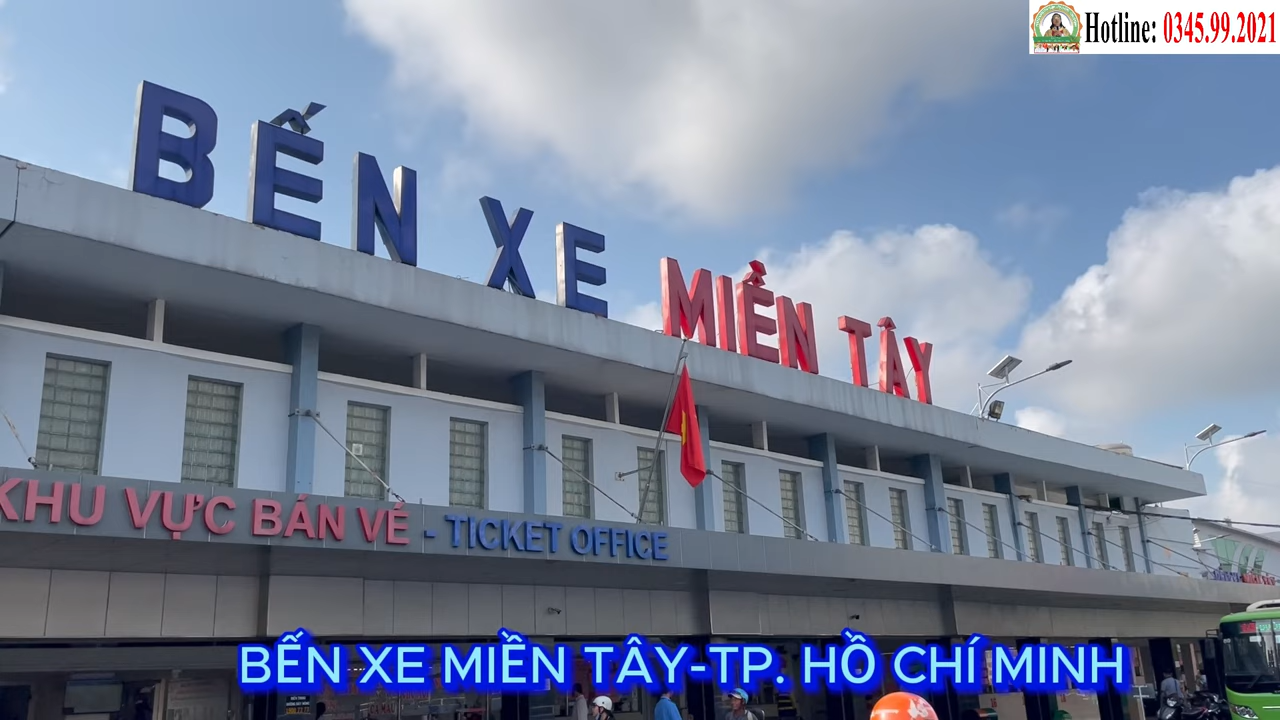 Hotline: 0345.99.2021
BẾN XE MIỀN TÂY
KHU VỰC BÁN VÉ - TICKET OFFICE
BẾN XE MIỀN TÂY-TP. HỒ CHÍ MINH